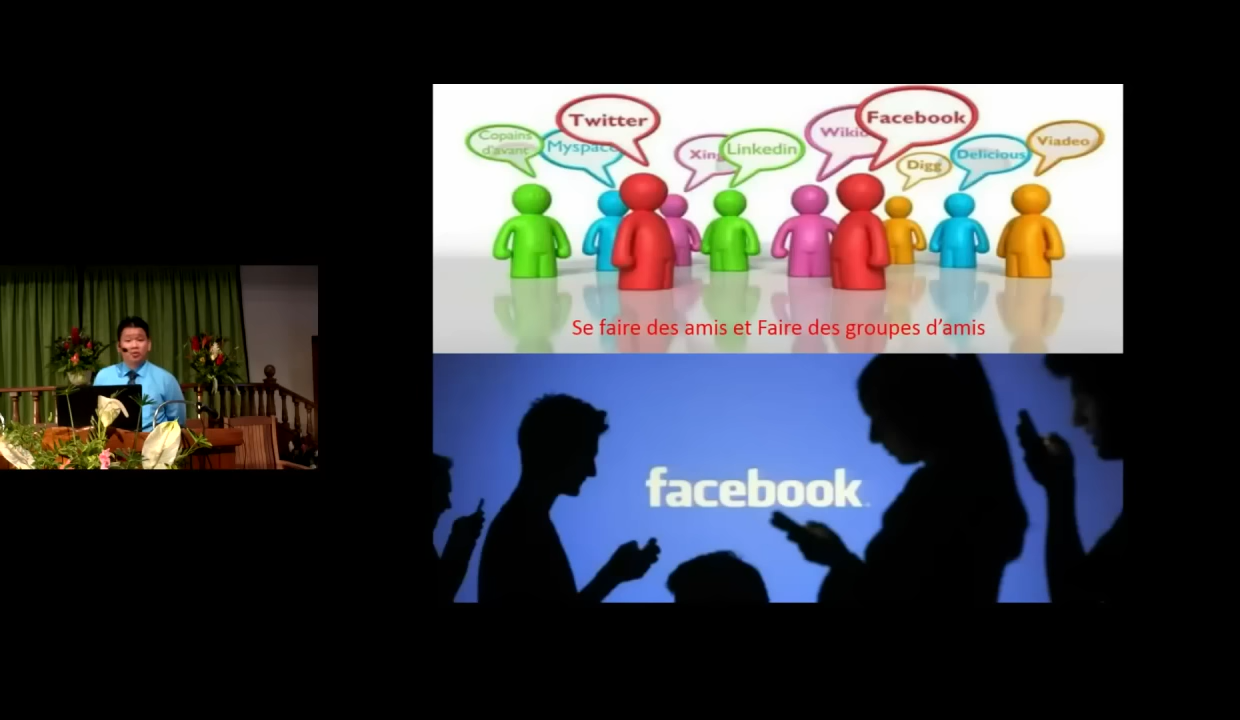 Copains
d'avant
Myspace
Twitter
Xing
Linkedin
Wikio
Facebook
Digg
Delicious
Viadeo
Se faire des amis et Faire des groupes d’amis
facebook